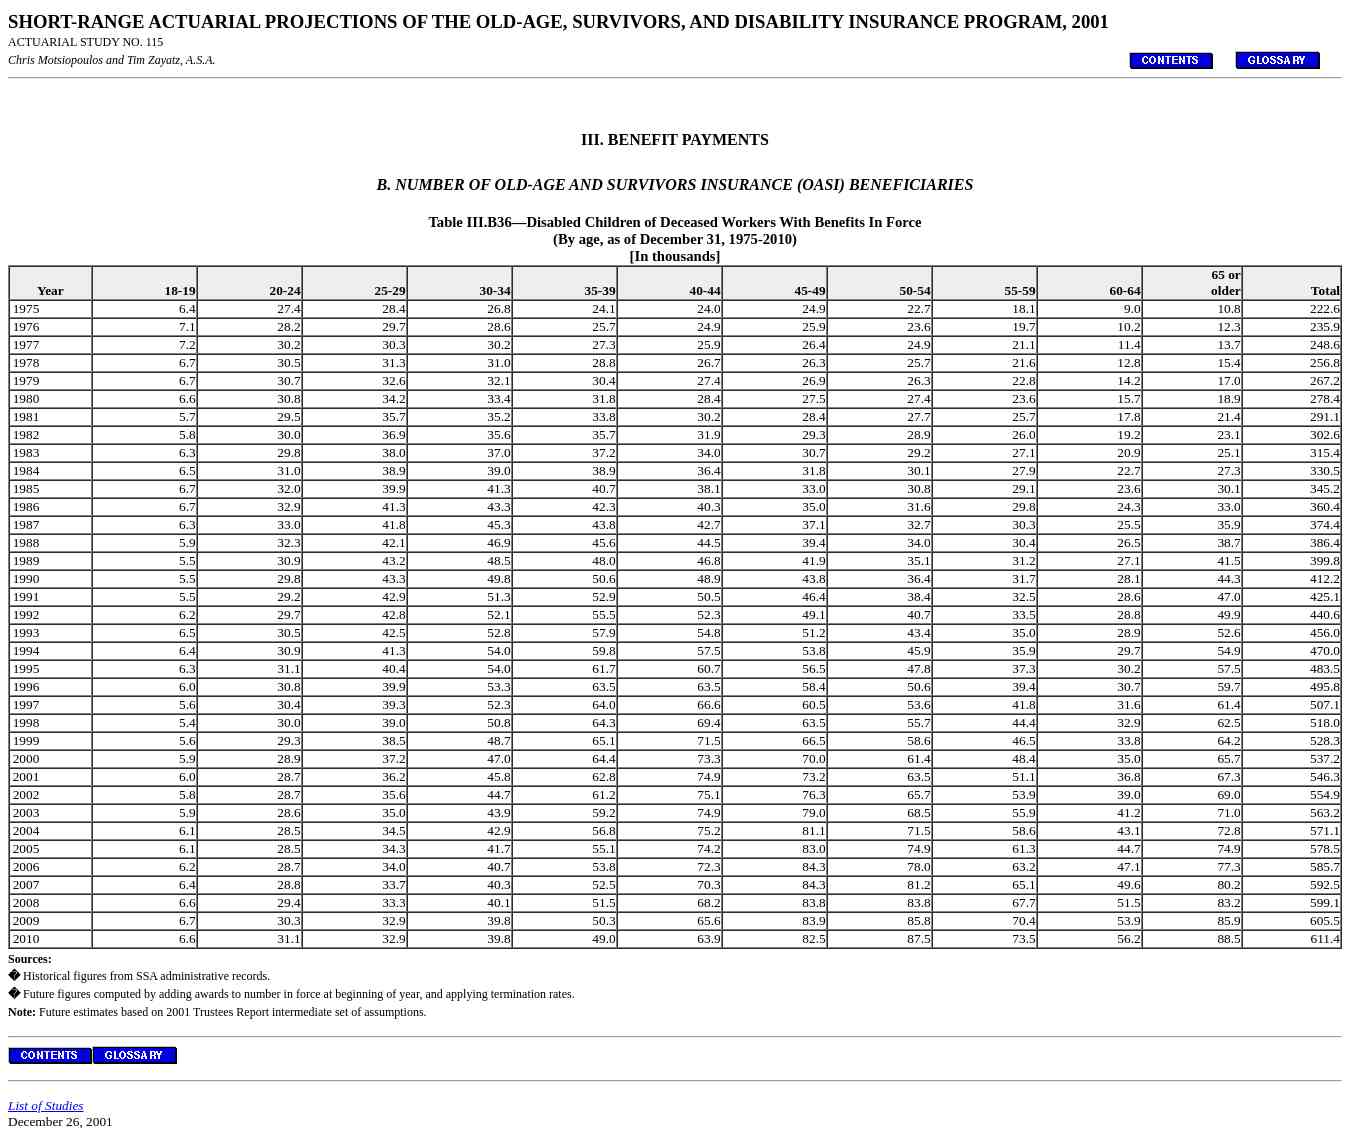 SHORT-RANGE ACTUARIAL PROJECTIONS OF THE OLD-AGE, SURVIVORS, AND DISABILITY INSURANCE PROGRAM, 2001
ACTUARIAL STUDY NO. 115
Chris Motsiopoulos and Tim Zayatz, A.S.A. CONTENTS GLOSSARY
III. BENEFIT PAYMENTS
B. NUMBER OF OLD-AGE AND SURVIVORS INSURANCE (OASI) BENEFICIARIES
Table III.B36—Disabled Children of Deceased Workers With Benefits In Force
(By age, as of December 31, 1975-2010)
[In thousands]
Year 18-19 20-24 25-29 30-34 35-39 40-44 45-49 50-54 55-59 60-64 65 or older Total
1975 6.4 27.4 28.4 26.8 24.1 24.0 24.9 22.7 18.1 9.0 10.8 222.6
1976 7.1 28.2 29.7 28.6 25.7 24.9 25.9 23.6 19.7 10.2 12.3 235.9
1977 7.2 30.2 30.3 30.2 27.3 25.9 26.4 24.9 21.1 11.4 13.7 248.6
1978 6.7 30.5 31.3 31.0 28.8 26.7 26.3 25.7 21.6 12.8 15.4 256.8
1979 6.7 30.7 32.6 32.1 30.4 27.4 26.9 26.3 22.8 14.2 17.0 267.2
1980 6.6 30.8 34.2 33.4 31.8 28.4 27.5 27.4 23.6 15.7 18.9 278.4
1981 5.7 29.5 35.7 35.2 33.8 30.2 28.4 27.7 25.7 17.8 21.4 291.1
1982 5.8 30.0 36.9 35.6 35.7 31.9 29.3 28.9 26.0 19.2 23.1 302.6
1983 6.3 29.8 38.0 37.0 37.2 34.0 30.7 29.2 27.1 20.9 25.1 315.4
1984 6.5 31.0 38.9 39.0 38.9 36.4 31.8 30.1 27.9 22.7 27.3 330.5
1985 6.7 32.0 39.9 41.3 40.7 38.1 33.0 30.8 29.1 23.6 30.1 345.2
1986 6.7 32.9 41.3 43.3 42.3 40.3 35.0 31.6 29.8 24.3 33.0 360.4
1987 6.3 33.0 41.8 45.3 43.8 42.7 37.1 32.7 30.3 25.5 35.9 374.4
1988 5.9 32.3 42.1 46.9 45.6 44.5 39.4 34.0 30.4 26.5 38.7 386.4
1989 5.5 30.9 43.2 48.5 48.0 46.8 41.9 35.1 31.2 27.1 41.5 399.8
1990 5.5 29.8 43.3 49.8 50.6 48.9 43.8 36.4 31.7 28.1 44.3 412.2
1991 5.5 29.2 42.9 51.3 52.9 50.5 46.4 38.4 32.5 28.6 47.0 425.1
1992 6.2 29.7 42.8 52.1 55.5 52.3 49.1 40.7 33.5 28.8 49.9 440.6
1993 6.5 30.5 42.5 52.8 57.9 54.8 51.2 43.4 35.0 28.9 52.6 456.0
1994 6.4 30.9 41.3 54.0 59.8 57.5 53.8 45.9 35.9 29.7 54.9 470.0
1995 6.3 31.1 40.4 54.0 61.7 60.7 56.5 47.8 37.3 30.2 57.5 483.5
1996 6.0 30.8 39.9 53.3 63.5 63.5 58.4 50.6 39.4 30.7 59.7 495.8
1997 5.6 30.4 39.3 52.3 64.0 66.6 60.5 53.6 41.8 31.6 61.4 507.1
1998 5.4 30.0 39.0 50.8 64.3 69.4 63.5 55.7 44.4 32.9 62.5 518.0
1999 5.6 29.3 38.5 48.7 65.1 71.5 66.5 58.6 46.5 33.8 64.2 528.3
2000 5.9 28.9 37.2 47.0 64.4 73.3 70.0 61.4 48.4 35.0 65.7 537.2
2001 6.0 28.7 36.2 45.8 62.8 74.9 73.2 63.5 51.1 36.8 67.3 546.3
2002 5.8 28.7 35.6 44.7 61.2 75.1 76.3 65.7 53.9 39.0 69.0 554.9
2003 5.9 28.6 35.0 43.9 59.2 74.9 79.0 68.5 55.9 41.2 71.0 563.2
2004 6.1 28.5 34.5 42.9 56.8 75.2 81.1 71.5 58.6 43.1 72.8 571.1
2005 6.1 28.5 34.3 41.7 55.1 74.2 83.0 74.9 61.3 44.7 74.9 578.5
2006 6.2 28.7 34.0 40.7 53.8 72.3 84.3 78.0 63.2 47.1 77.3 585.7
2007 6.4 28.8 33.7 40.3 52.5 70.3 84.3 81.2 65.1 49.6 80.2 592.5
2008 6.6 29.4 33.3 40.1 51.5 68.2 83.8 83.8 67.7 51.5 83.2 599.1
2009 6.7 30.3 32.9 39.8 50.3 65.6 83.9 85.8 70.4 53.9 85.9 605.5
2010 6.6 31.1 32.9 39.8 49.0 63.9 82.5 87.5 73.5 56.2 88.5 611.4
Sources:
� Historical figures from SSA administrative records.
� Future figures computed by adding awards to number in force at beginning of year, and applying termination rates.
Note: Future estimates based on 2001 Trustees Report intermediate set of assumptions.
CONTENTS GLOSSARY
List of Studies
December 26, 2001